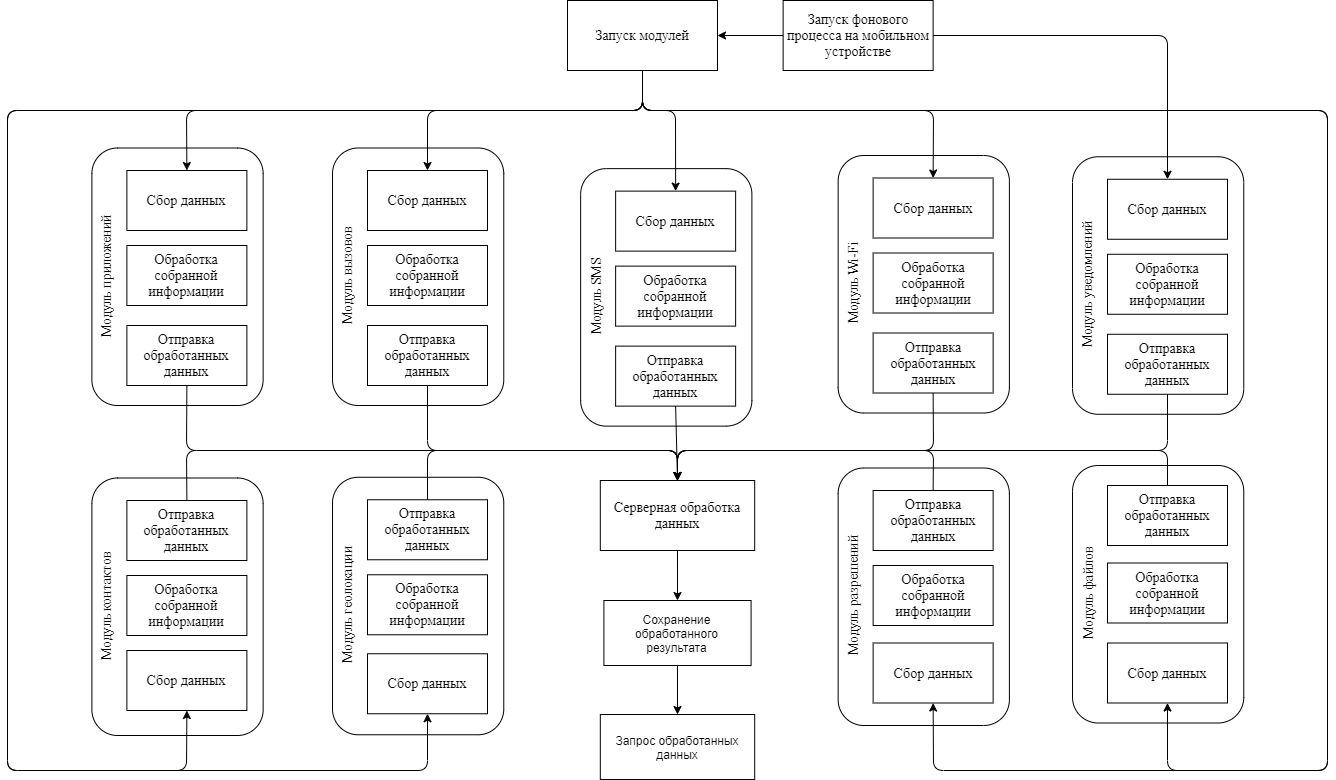 Запуск модулей
Запуск фонового
процесса на мобильном
устройстве
Модуль приложений
Сбор данных
Обработка
собранной
информации
Отправка
обработанных
данных
Модуль вызовов
Сбор данных
Обработка
собранной
информации
Отправка
обработанных
данных
Модуль SMS
Сбор данных
Обработка
собранной
информации
Отправка
обработанных
данных
Модуль Wi-Fi
Сбор данных
Обработка
собранной
информации
Отправка
обработанных
данных
Модуль уведомлений
Сбор данных
Обработка
собранной
информации
Отправка
обработанных
данных
Модуль контактов
Отправка
обработанных
данных
Обработка
собранной
информации
Сбор данных
Модуль геолокации
Отправка
обработанных
данных
Обработка
собранной
информации
Сбор данных
Серверная обработка
данных
Сохранение
обработанного
результата
Запрос обработанных
данных
Модуль разрешений
Отправка
обработанных
данных
Обработка
собранной
информации
Сбор данных
Модуль файлов
Отправка
обработанных
данных
Обработка
собранной
информации
Сбор данных